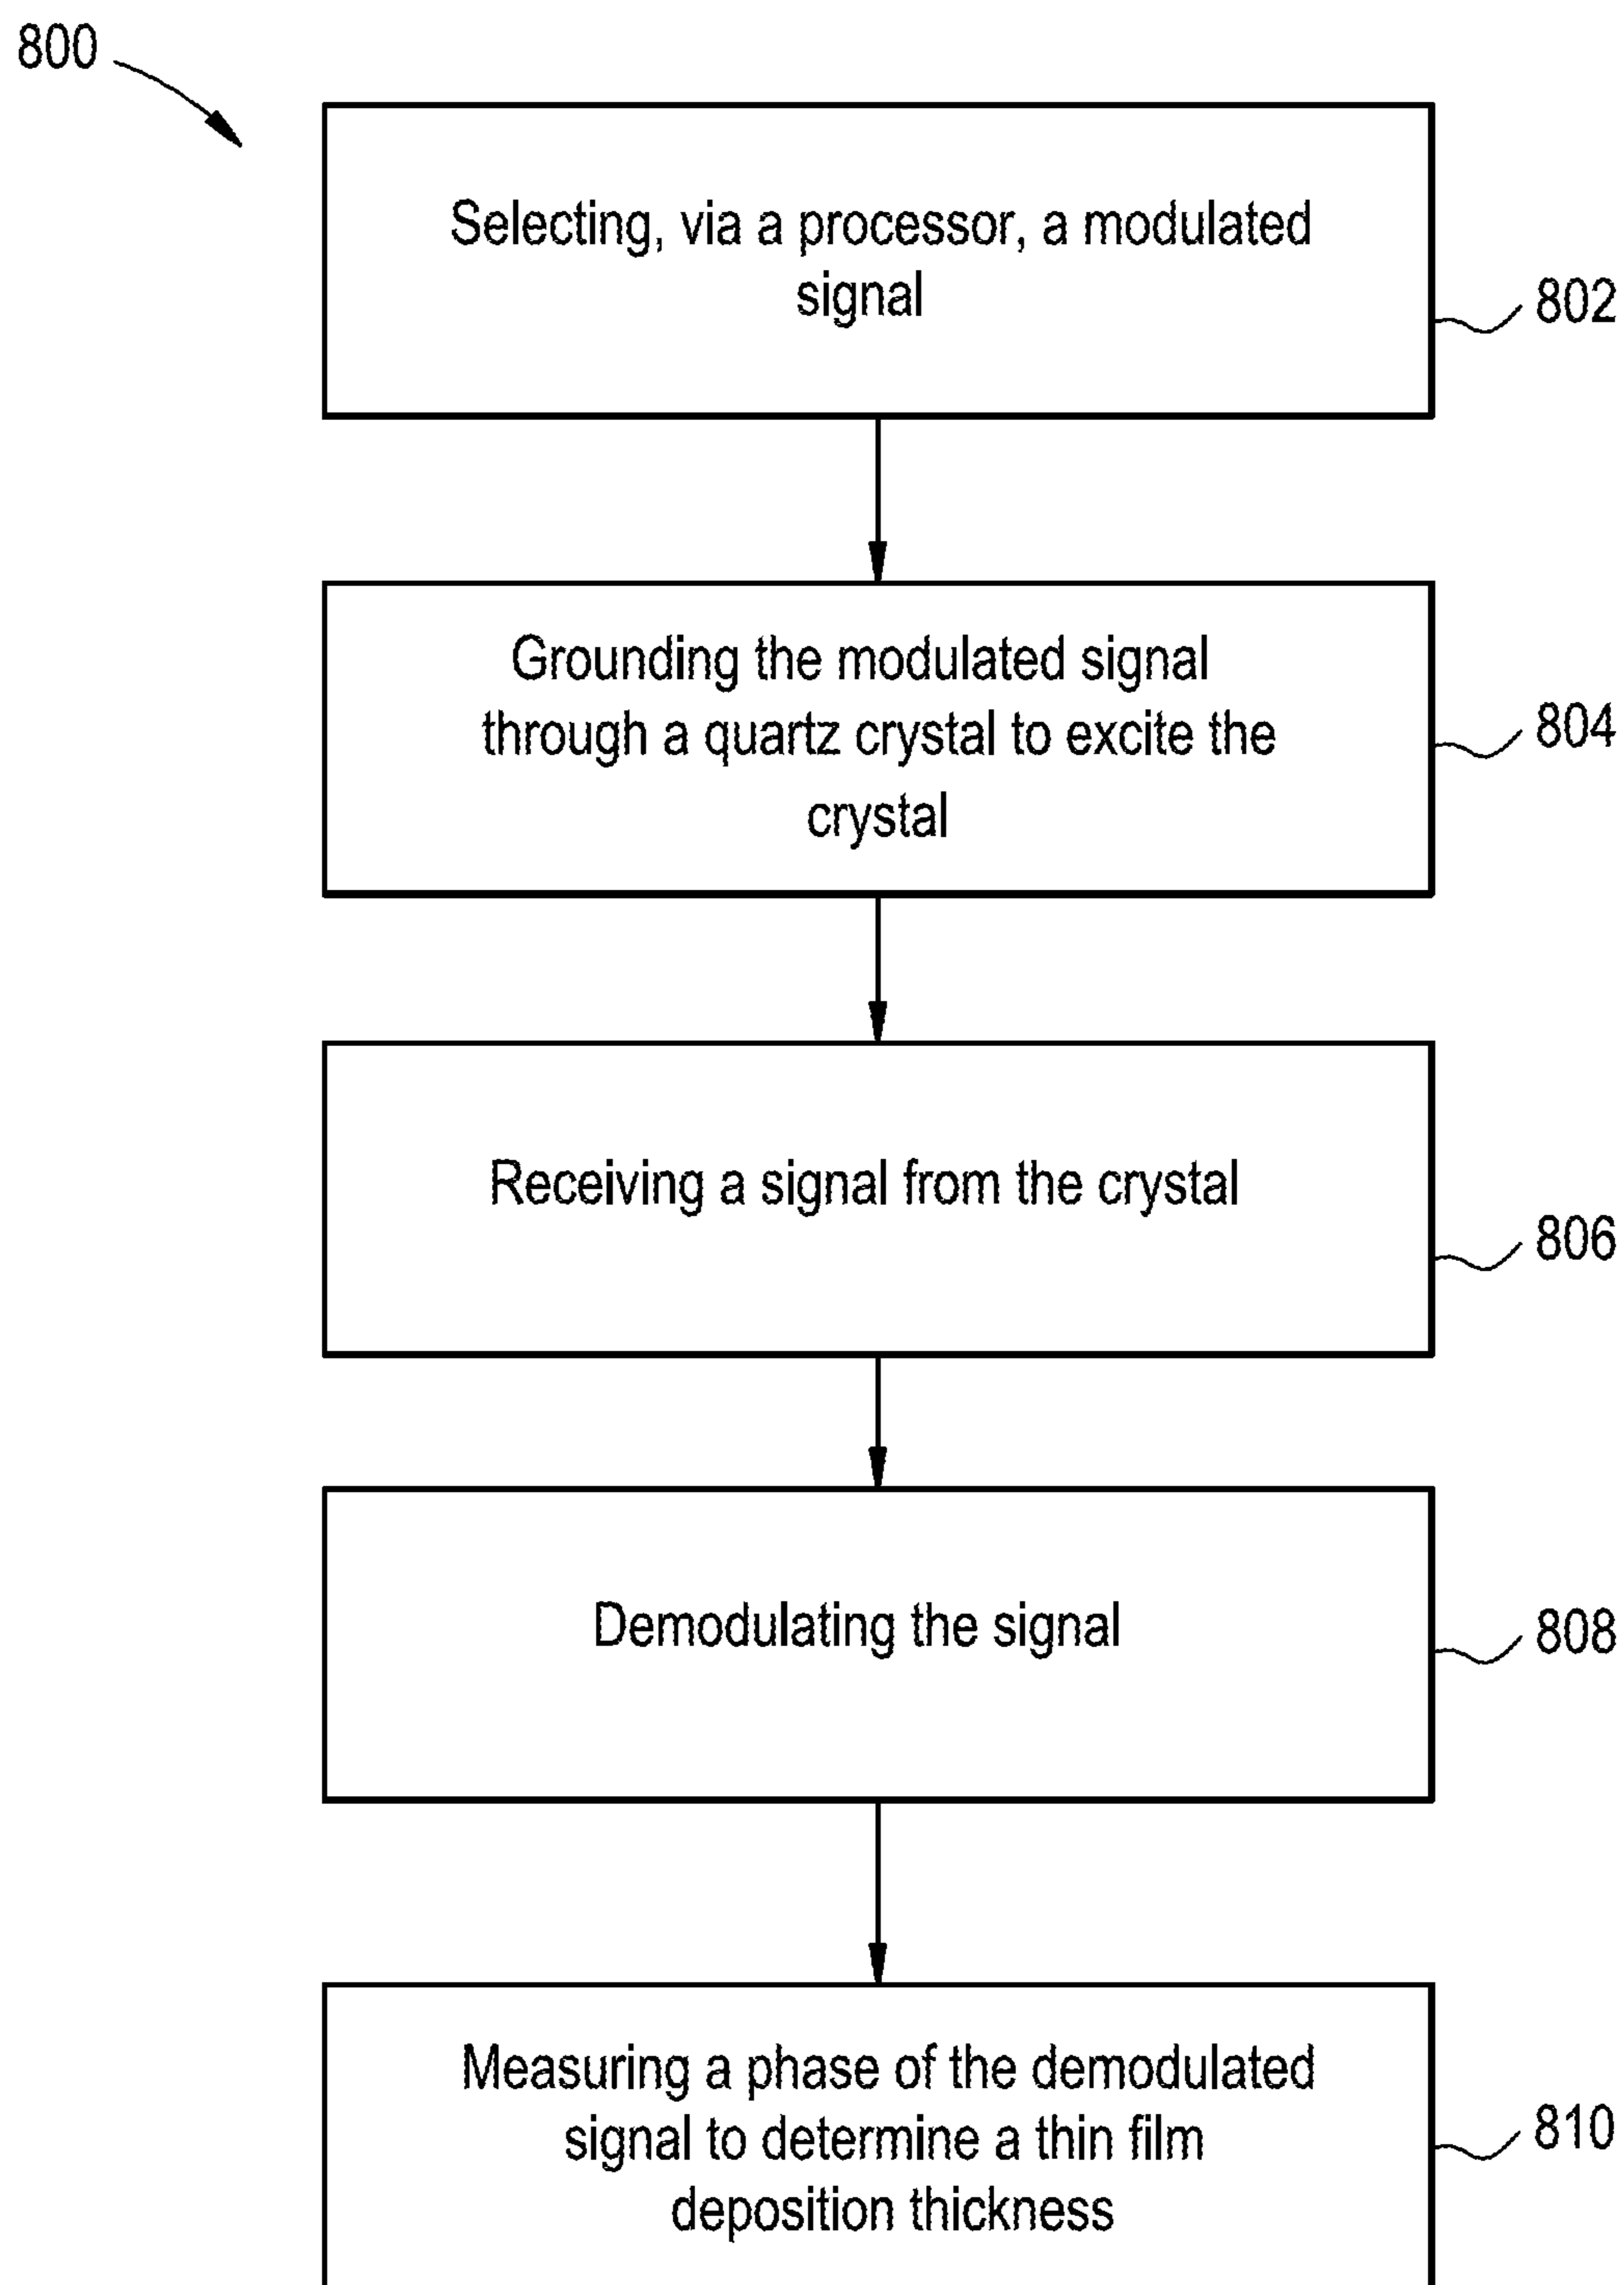 800
Selecting, via a processor, a modulated
signal
802
Grounding the modulated signal
through a quartz crystal to excite the
crystal
804
Receiving a signal from the crystal
806
Demodulating the signal
808
Measuring a phase of the demodulated
signal to determine a thin film
deposition thickness
810